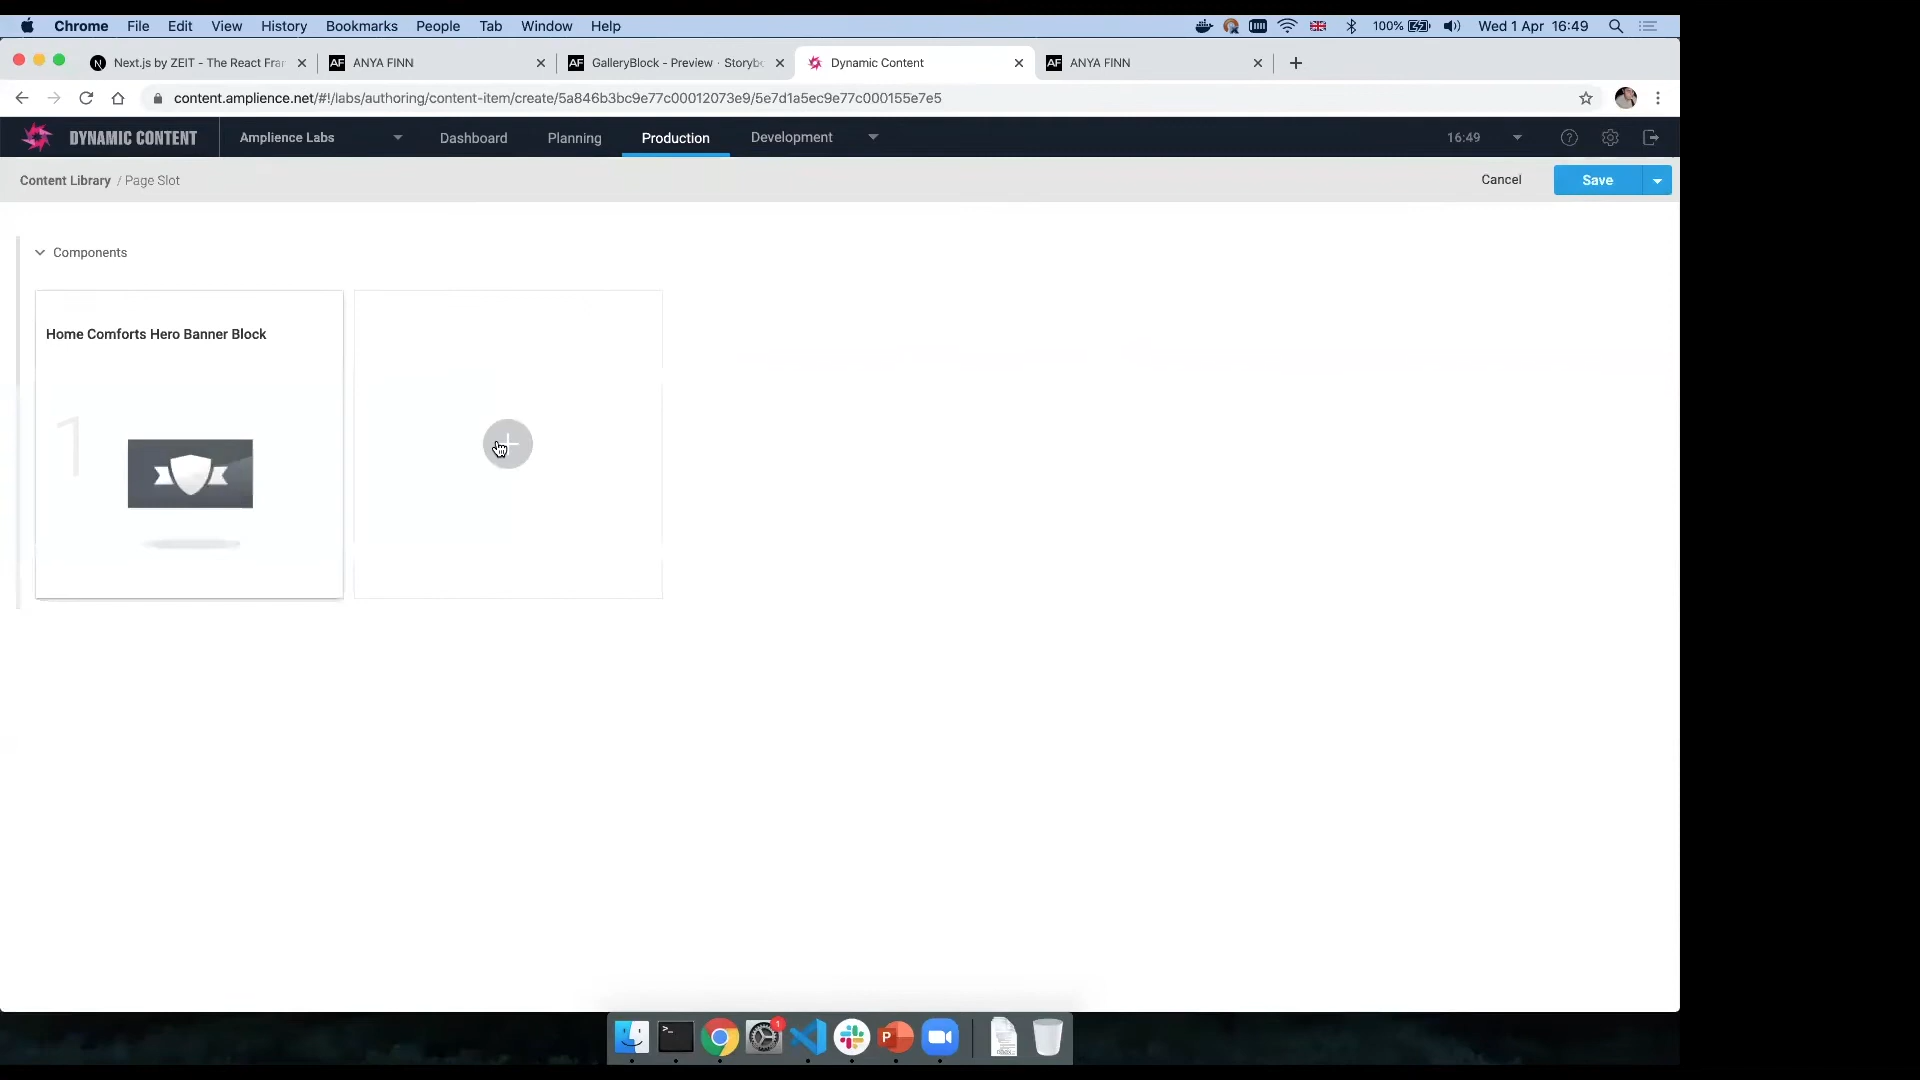 Chrome File Edit View History Bookmarks People Tab Window Help 100% Wed 1 Apr 16:49
Next.js by ZEIT - The React Fra ANYA FINN GalleryBlock - Preview · Storybo Dynamic Content ANYA FINN
content.amplience.net/#!/labs/authoring/content-item/create/5a846b3bc9e77c00012073e9/5e7d1a5ec9e77c000155e7e5
DYNAMIC CONTENT Amplience Labs Dashboard Planning Production Development 16:49
Content Library / Page Slot Cancel Save
Components
Home Comforts Hero Banner Block
1